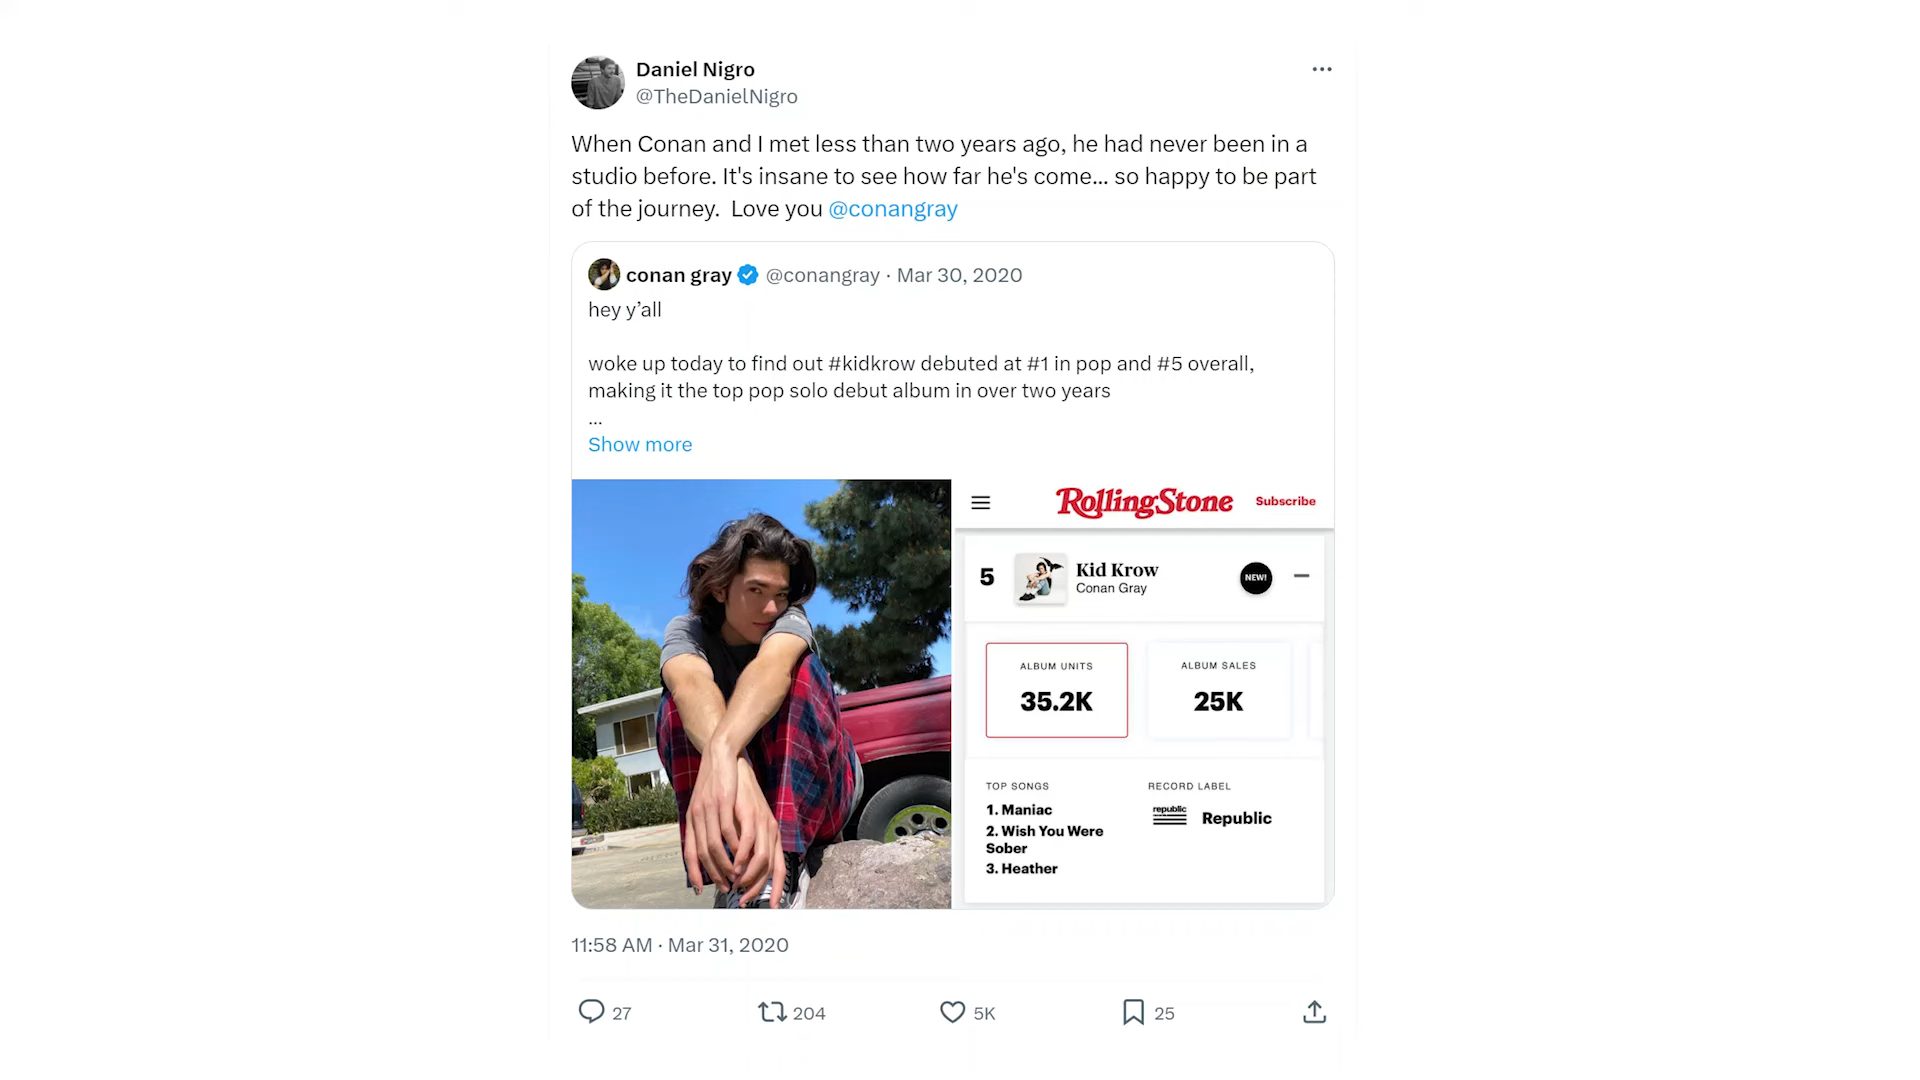 Daniel Nigro
@TheDanielNigro
When Conan and I met less than two years ago, he had never been in a
studio before. It's insane to see how far he's come... so happy to be part
of the journey.  Love you @conangray
conan gray @conangray · Mar 30, 2020
hey y’all
woke up today to find out #kidkrow debuted at #1 in pop and #5 overall,
making it the top pop solo debut album in over two years
...
Show more
RollingStone Subscribe
5 Kid Krow NEW!
Conan Gray
ALBUM UNITS ALBUM SALES
35.2K 25K
TOP SONGS RECORD LABEL
1. Maniac republic Republic
2. Wish You Were
Sober
3. Heather
11:58 AM · Mar 31, 2020
27 204 5K 25